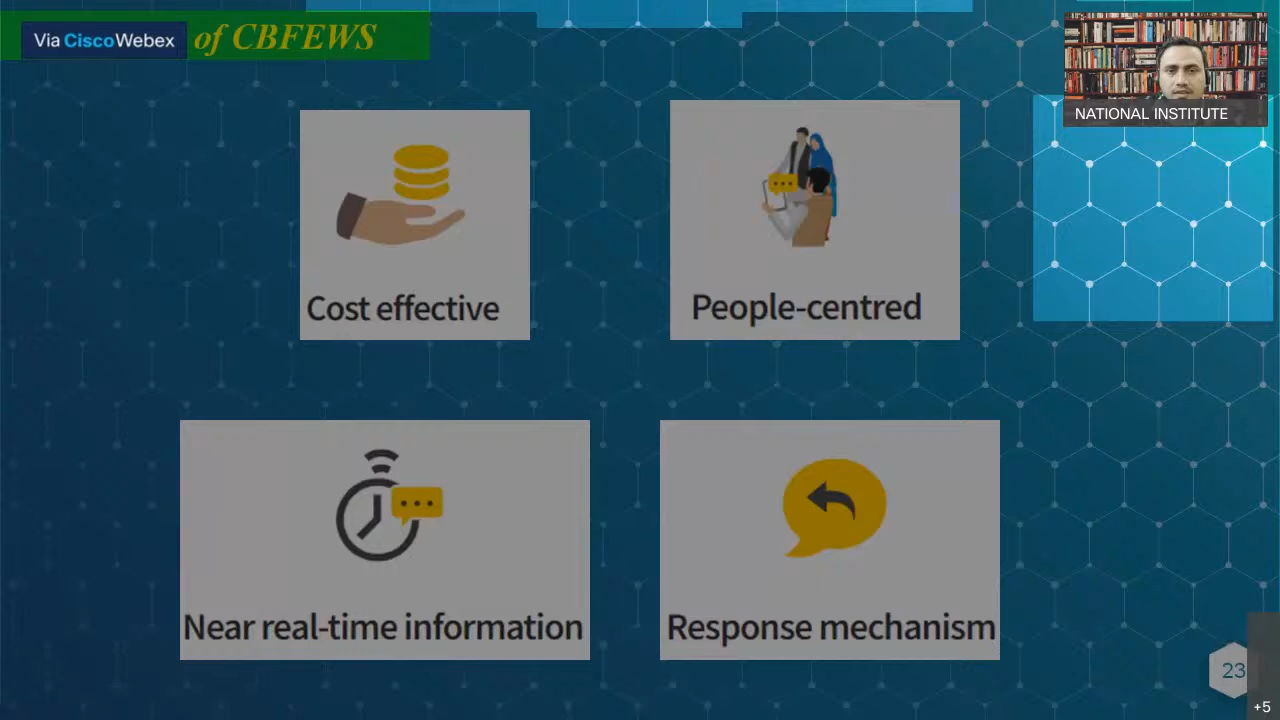 Via Cisco Webex of CBFEWS
NATIONAL INSTITUTE
Cost effective
People-centred
Near real-time information
Response mechanism
23
+5